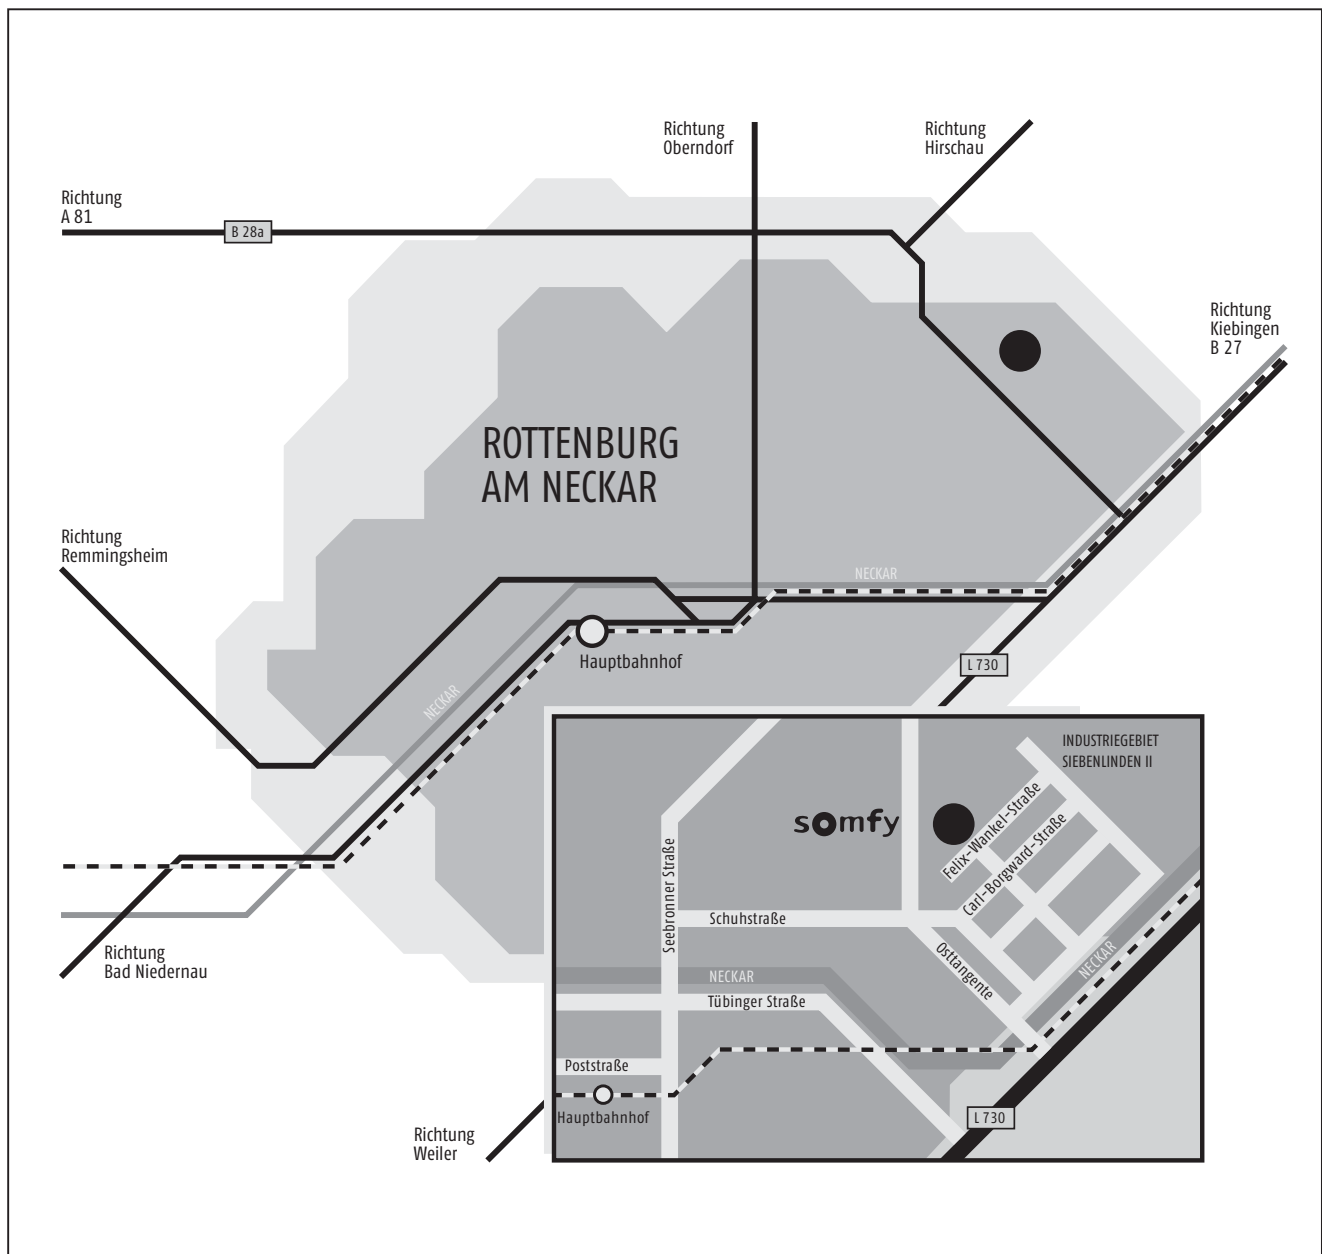 Richtung
Oberndorf
Richtung
Hirschau
Richtung
A 81
B 28a
Richtung
Kiebingen
B 27
ROTTENBURG
AM NECKAR
Richtung
Remmingsheim
NECKAR
Hauptbahnhof
L 730
NECKAR
INDUSTRIEGEBIET
SIEBENLINDEN II
somfy
Felix-Wankel-Straße
Carl-Borgward-Straße
Seebronner Straße
Schuhstraße
Osttangente
NECKAR
NECKAR
Tübinger Straße
Poststraße
Hauptbahnhof
L 730
Richtung
Bad Niedernau
Richtung
Weiler